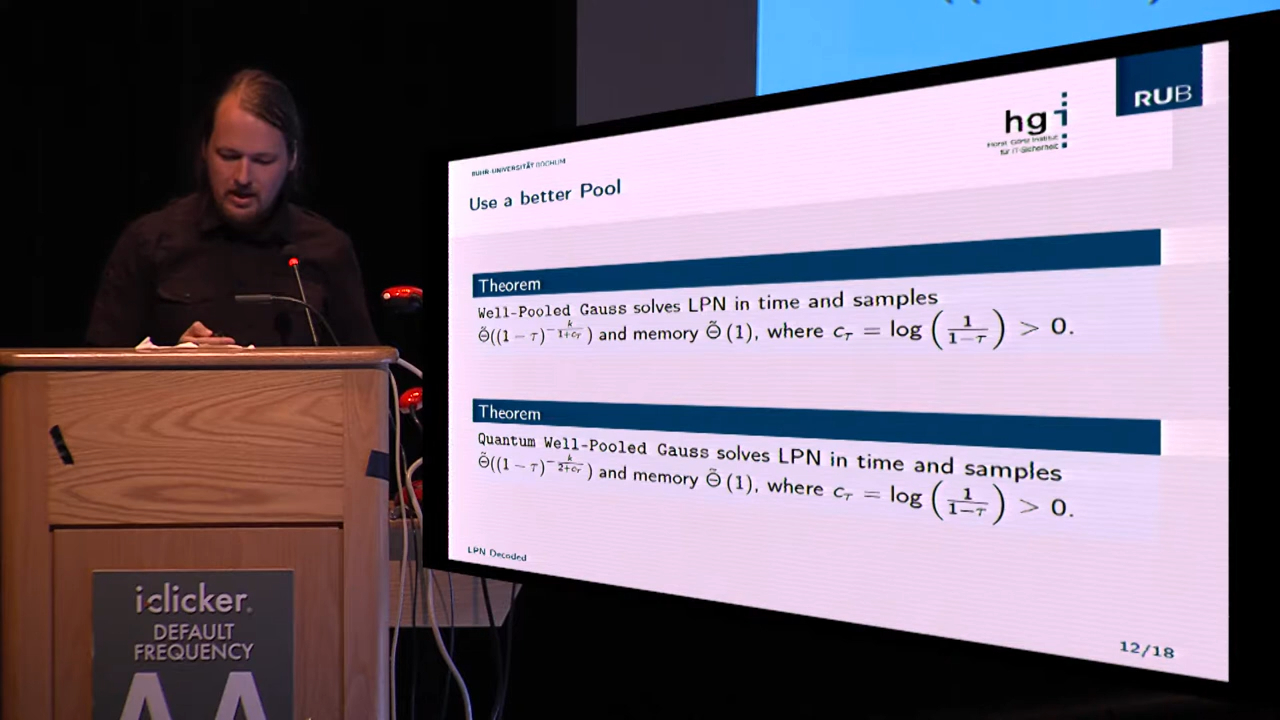 RUHR-UNIVERSITÄT BOCHUM
hgi
Horst Görtz Institut
für IT-Sicherheit
RUB
Use a better Pool
Theorem
Well-Pooled Gauss solves LPN in time and samples
Θ̃((1 − τ)^{−k/(1+c_τ)}) and memory Θ̃(1), where c_τ = log(1/(1−τ)) > 0.
Theorem
Quantum Well-Pooled Gauss solves LPN in time and samples
Θ̃((1 − τ)^{−k/(2+c_τ)}) and memory Θ̃(1), where c_τ = log(1/(1−τ)) > 0.
LPN Decoded
12/18
iclicker.
DEFAULT
FREQUENCY
AA